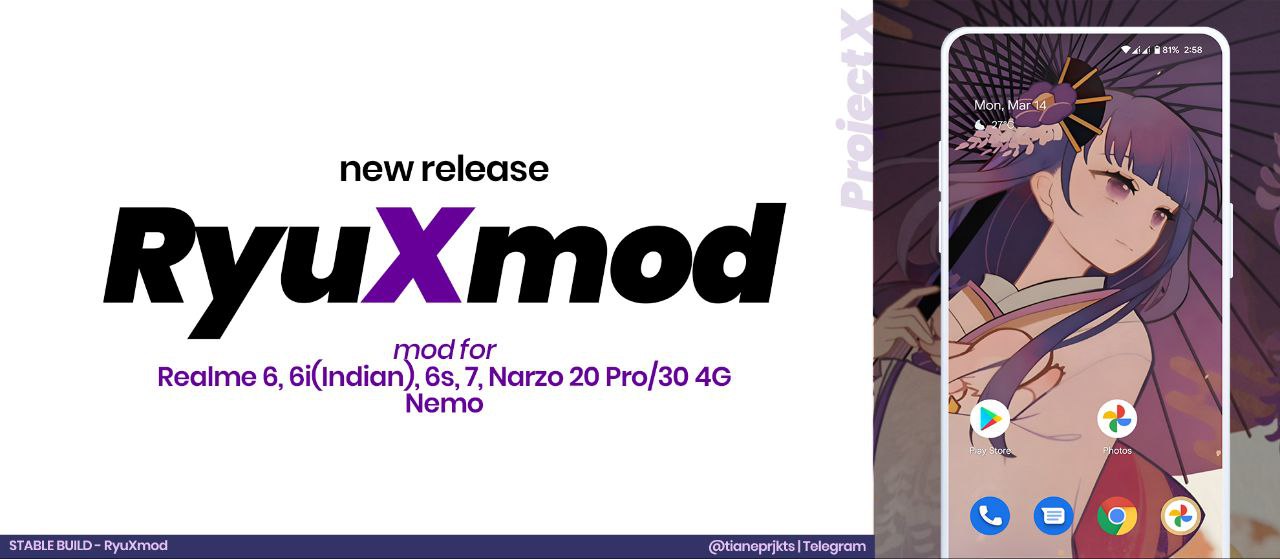 new release
RyuXmod
mod for
Realme 6, 6i(Indian), 6s, 7, Narzo 20 Pro/30 4G
Nemo
STABLE BUILD - RyuXmod
@tianeprjkts | Telegram
Project X
81% 2:58
Mon, Mar 14
27°C
Play Store
Photos